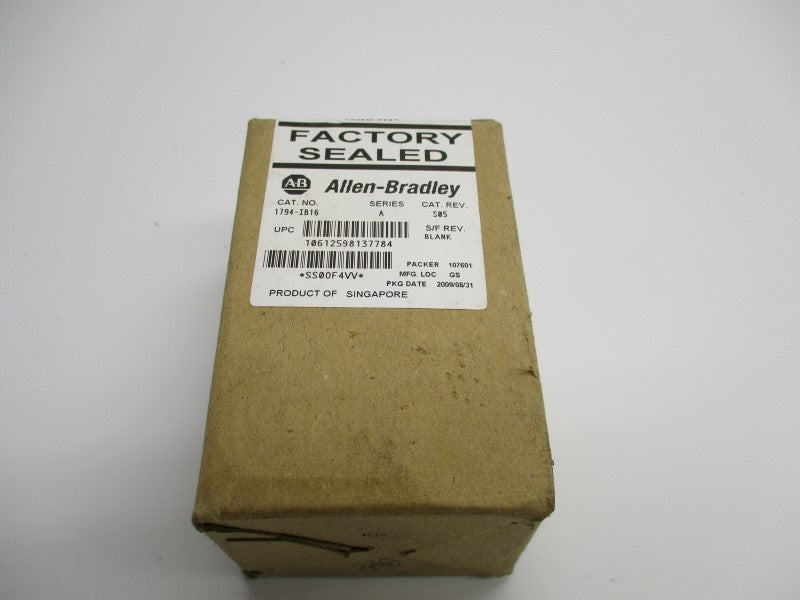 FACTORY
SEALED
AB Allen-Bradley
CAT. NO. SERIES CAT. REV.
1794-IB16 A S05
UPC S/F REV.
10612598137784 BLANK
PACKER 107601
*SS00F4VV* MFG. LOC GS
PKG DATE 2009/08/31
PRODUCT OF SINGAPORE